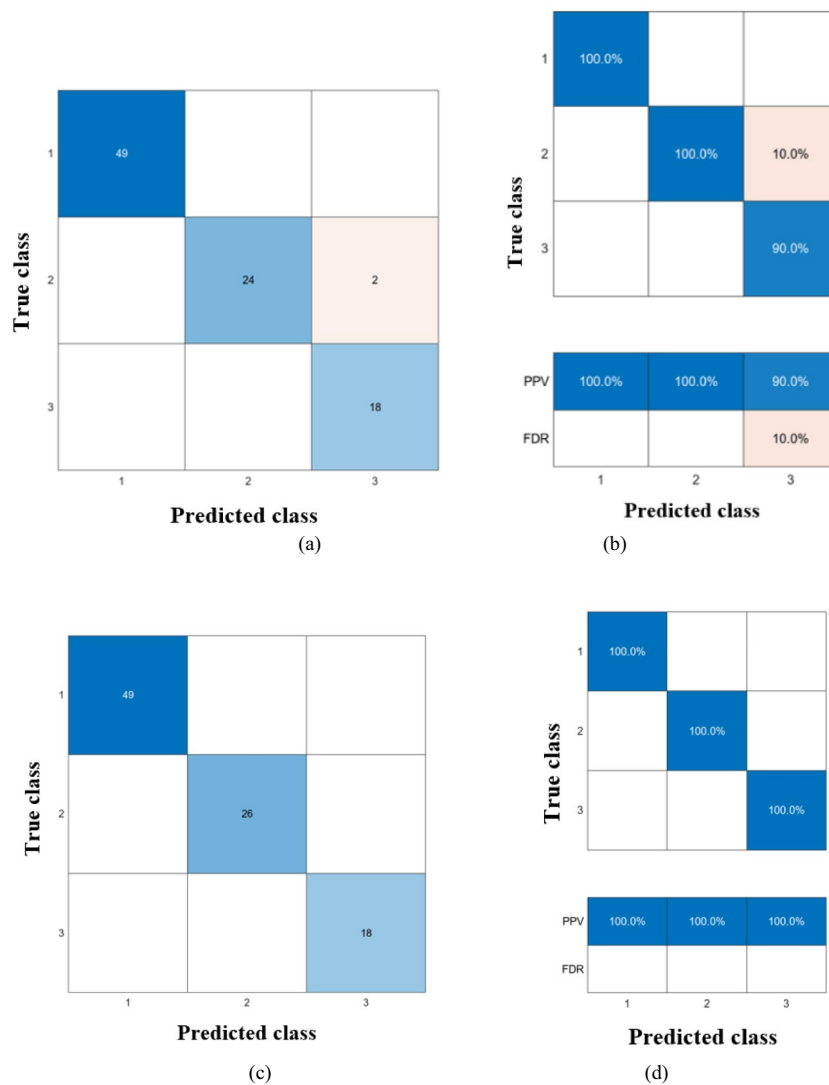 1
49
2
24
2
3
18
1
2
3
True class
Predicted class
(a)
1
100.0%
2
100.0%
10.0%
3
90.0%
True class
PPV
100.0%
100.0%
90.0%
FDR
10.0%
1
2
3
Predicted class
(b)
1
49
2
26
3
18
1
2
3
True class
Predicted class
(c)
1
100.0%
2
100.0%
3
100.0%
True class
PPV
100.0%
100.0%
100.0%
FDR
1
2
3
Predicted class
(d)